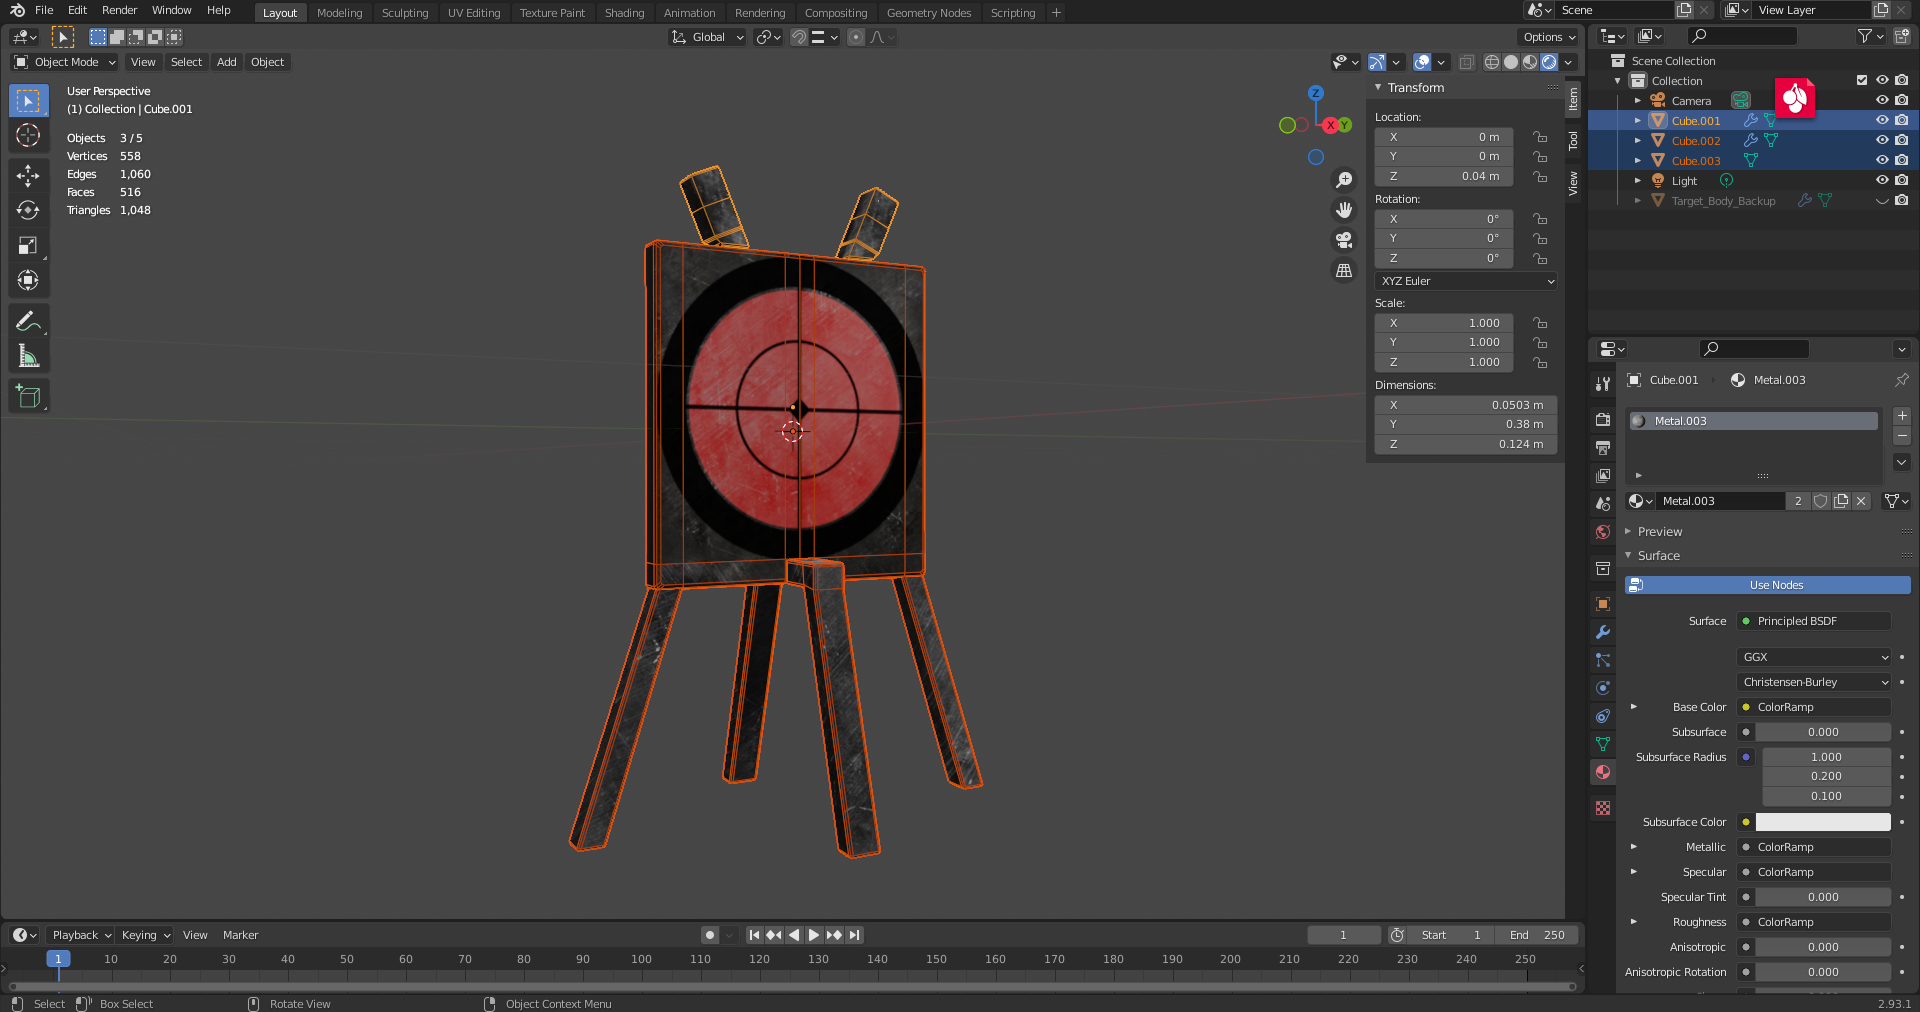 File Edit Render Window Help Layout Modeling Sculpting UV Editing Texture Paint Shading Animation Rendering Compositing Geometry Nodes Scripting + Scene View Layer
Global Options
Object Mode View Select Add Object
User Perspective
(1) Collection | Cube.001
Objects 3 / 5
Vertices 558
Edges 1,060
Faces 516
Triangles 1,048
Z
X
Y
Transform
Location:
X 0 m
Y 0 m
Z 0.04 m
Rotation:
X 0°
Y 0°
Z 0°
XYZ Euler
Scale:
X 1.000
Y 1.000
Z 1.000
Dimensions:
X 0.0503 m
Y 0.38 m
Z 0.124 m
Item
Tool
View
Scene Collection
Collection
Camera
Cube.001
Cube.002
Cube.003
Light
Target_Body_Backup
Cube.001 Metal.003
Metal.003
Metal.003 2
Preview
Surface
Use Nodes
Surface Principled BSDF
GGX
Christensen-Burley
Base Color ColorRamp
Subsurface 0.000
Subsurface Radius 1.000
0.200
0.100
Subsurface Color
Metallic ColorRamp
Specular ColorRamp
Specular Tint 0.000
Roughness ColorRamp
Anisotropic 0.000
Anisotropic Rotation 0.000
Playback Keying View Marker 1 Start 1 End 250
1 10 20 30 40 50 60 70 80 90 100 110 120 130 140 150 160 170 180 190 200 210 220 230 240 250
Select Box Select Rotate View Object Context Menu 2.93.1